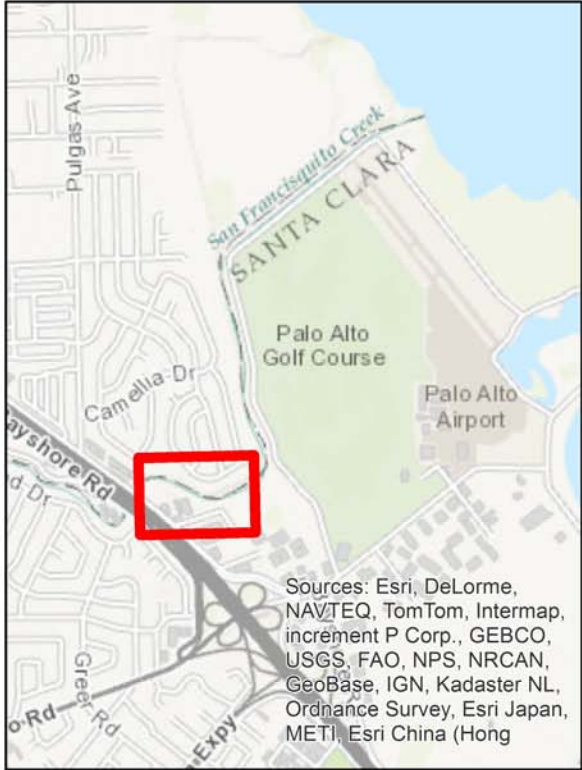 Pulgas Ave
San Francisquito Creek
SANTA CLARA
Palo Alto
Golf Course
Camellia Dr
Palo Alto
Airport
ayshore Rd
d Dr
Sources: Esri, DeLorme,
NAVTEQ, TomTom, Intermap,
increment P Corp., GEBCO,
USGS, FAO, NPS, NRCAN,
GeoBase, IGN, Kadaster NL,
Ordnance Survey, Esri Japan,
METI, Esri China (Hong
Greer Rd
o Rd
Expy